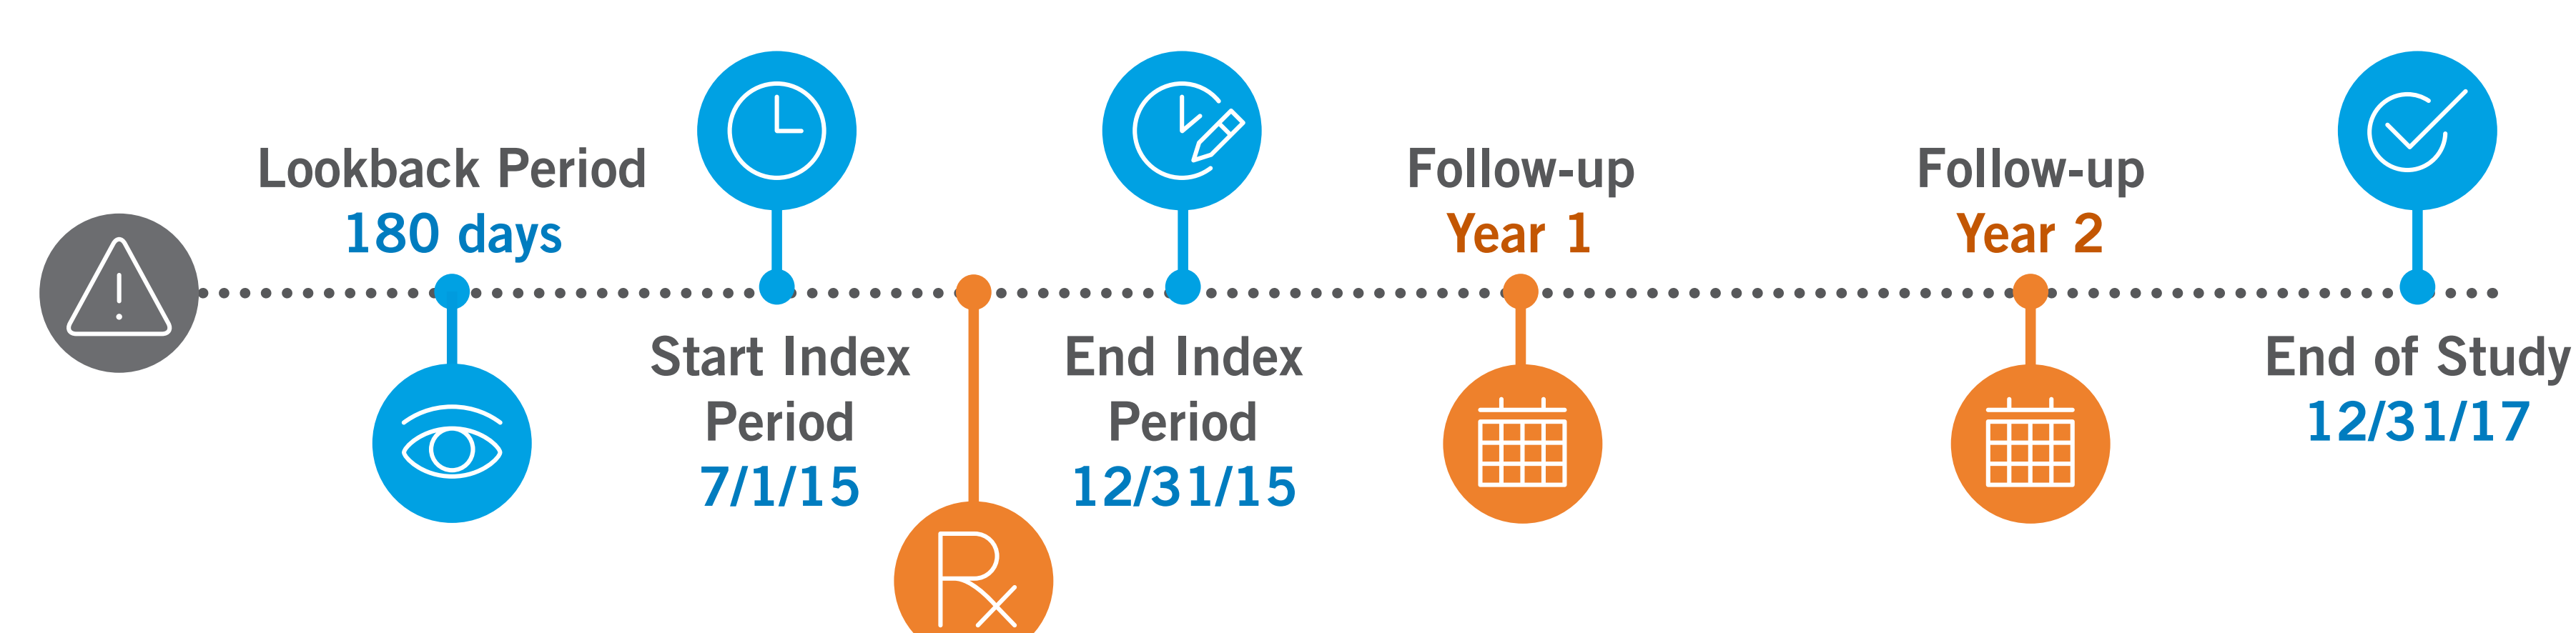 Lookback Period
180 days
Start Index
Period
7/1/15
Rx
End Index
Period
12/31/15
Follow-up
Year 1
Follow-up
Year 2
End of Study
12/31/17